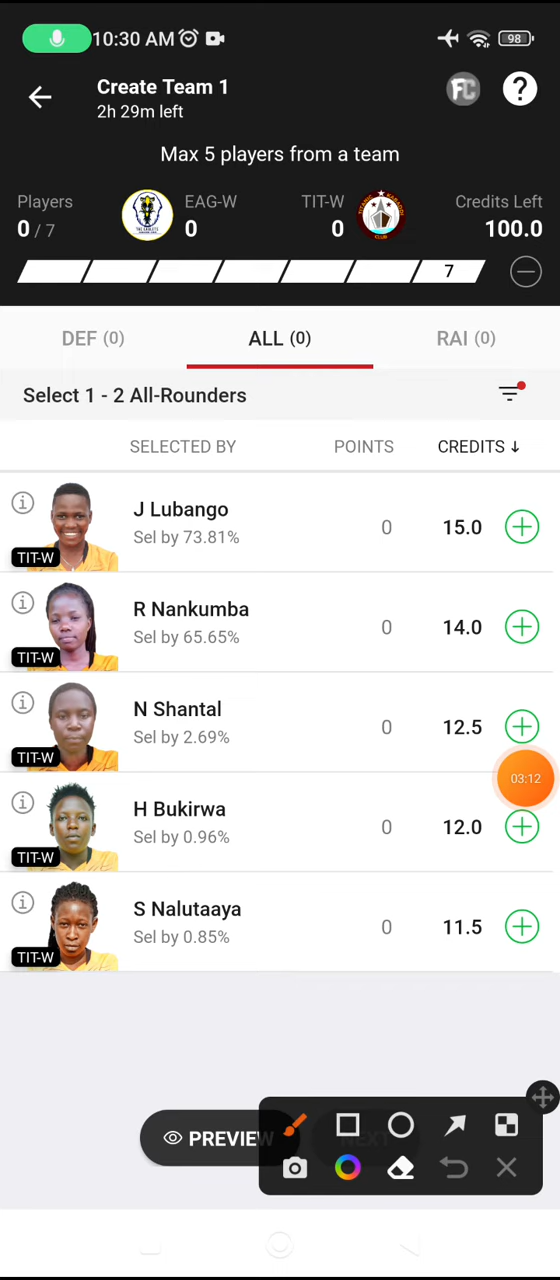 10:30 AM
98
Create Team 1
2h 29m left
FC
?
Max 5 players from a team
Players
0 / 7
EAG-W
0
TIT-W
0
Credits Left
100.0
7
DEF (0)
ALL (0)
RAI (0)
Select 1 - 2 All-Rounders
SELECTED BY
POINTS
CREDITS ↓
J Lubango
Sel by 73.81%
0
15.0
TIT-W
R Nankumba
Sel by 65.65%
0
14.0
TIT-W
N Shantal
Sel by 2.69%
0
12.5
TIT-W
03:12
H Bukirwa
Sel by 0.96%
0
12.0
TIT-W
S Nalutaaya
Sel by 0.85%
0
11.5
TIT-W
PREVIEW
NEXT